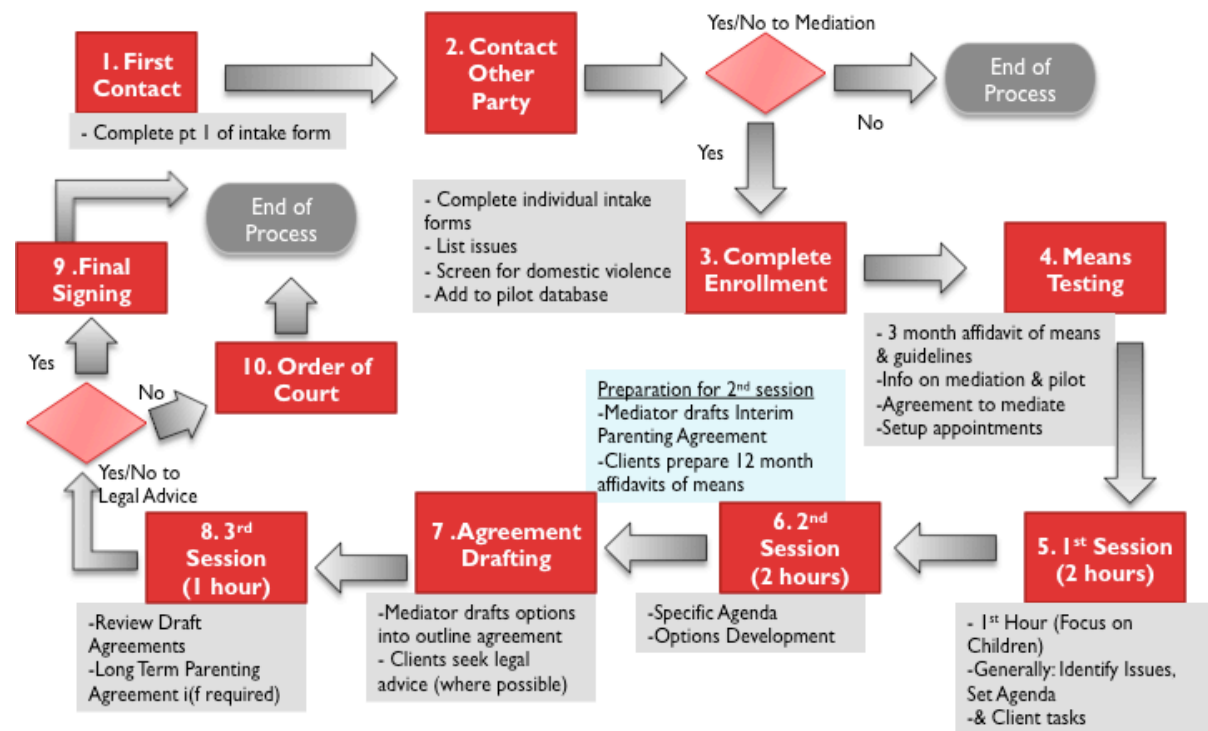 1. First
Contact
- Complete pt 1 of intake form
2. Contact
Other
Party
Yes/No to Mediation
No
End of
Process
Yes
- Complete individual intake
forms
- List issues
- Screen for domestic violence
- Add to pilot database
3. Complete
Enrollment
4. Means
Testing
- 3 month affidavit of means
& guidelines
-Info on mediation & pilot
-Agreement to mediate
-Setup appointments
5. 1st Session
(2 hours)
- 1st Hour (Focus on
Children)
-Generally: Identify Issues,
Set Agenda
-& Client tasks
Preparation for 2nd session
-Mediator drafts Interim
Parenting Agreement
-Clients prepare 12 month
affidavits of means
6. 2nd
Session
(2 hours)
-Specific Agenda
-Options Development
7 .Agreement
Drafting
-Mediator drafts options
into outline agreement
- Clients seek legal
advice (where possible)
8. 3rd
Session
(1 hour)
-Review Draft
Agreements
-Long Term Parenting
Agreement i(f required)
Yes/No to
Legal Advice
Yes
No
9 .Final
Signing
10. Order of
Court
End of
Process